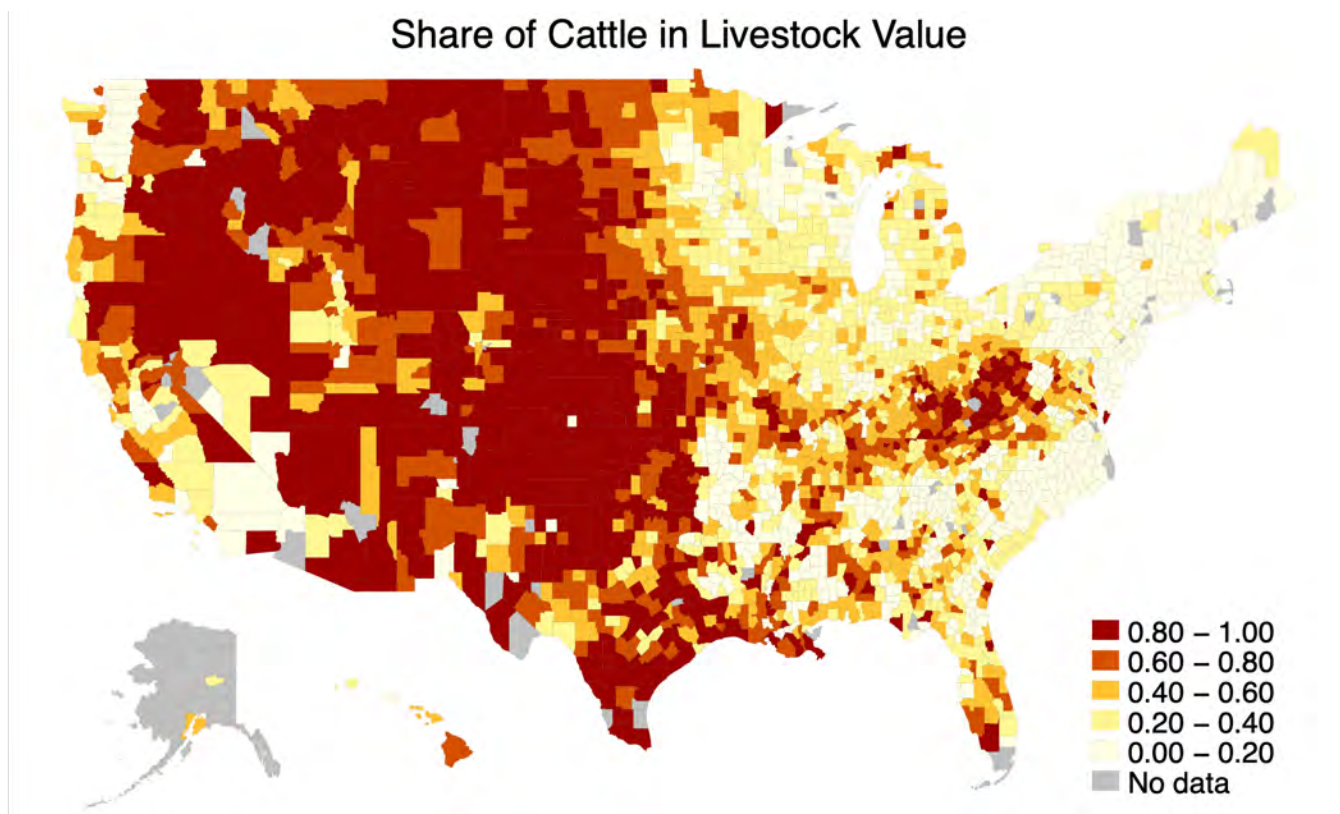 Share of Cattle in Livestock Value
0.80 – 1.00
0.60 – 0.80
0.40 – 0.60
0.20 – 0.40
0.00 – 0.20
No data